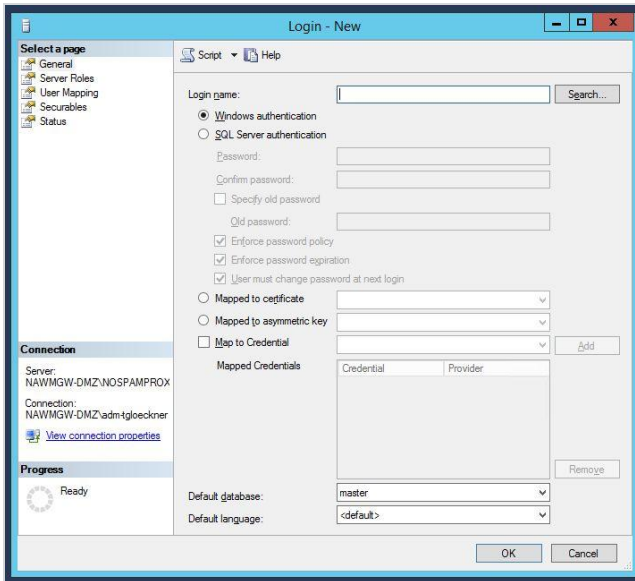 Login - New
Select a page
General
Server Roles
User Mapping
Securables
Status
Script Help
Login name:
Search...
Windows authentication
SQL Server authentication
Password:
Confirm password:
Specify old password
Old password:
Enforce password policy
Enforce password expiration
User must change password at next login
Mapped to certificate
Mapped to asymmetric key
Map to Credential
Add
Mapped Credentials
Credential Provider
Remove
Default database: master
Default language: <default>
Connection
Server:
NAWMGW-DMZ\NOSPAMPROX
Connection:
NAWMGW-DMZ\adm-tgloeckner
View connection properties
Progress
Ready
OK Cancel